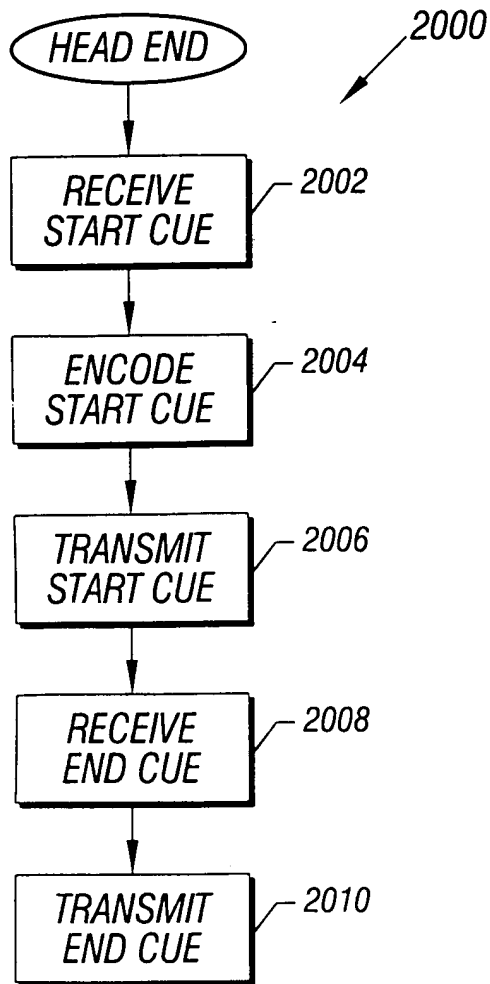 HEAD END
2000
RECEIVE
START CUE
2002
ENCODE
START CUE
2004
TRANSMIT
START CUE
2006
RECEIVE
END CUE
2008
TRANSMIT
END CUE
2010